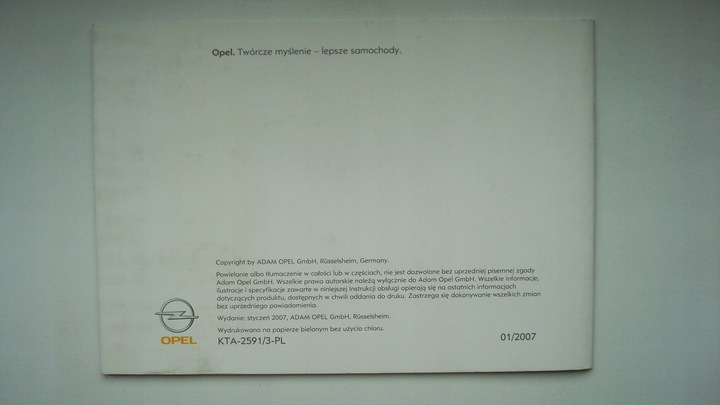 Opel. Twórcze myślenie – lepsze samochody.
Copyright by ADAM OPEL GmbH, Rüsselsheim, Germany.
Powielanie albo tłumaczenie w całości lub w częściach, nie jest dozwolone bez uprzedniej pisemnej zgody
Adam Opel GmbH. Wszelkie prawa autorskie należą wyłącznie do Adam Opel GmbH. Wszelkie informacje,
ilustracje i specyfikacje zawarte w niniejszej Instrukcji obsługi opierają się na ostatnich informacjach
dotyczących produktu, dostępnych w chwili oddania do druku. Zastrzega się dokonywanie wszelkich zmian
bez uprzedniego powiadomienia.
Wydanie: styczeń 2007, ADAM OPEL GmbH, Rüsselsheim.
Wydrukowano na papierze bielonym bez użycia chloru.
OPEL
KTA-2591/3-PL
01/2007